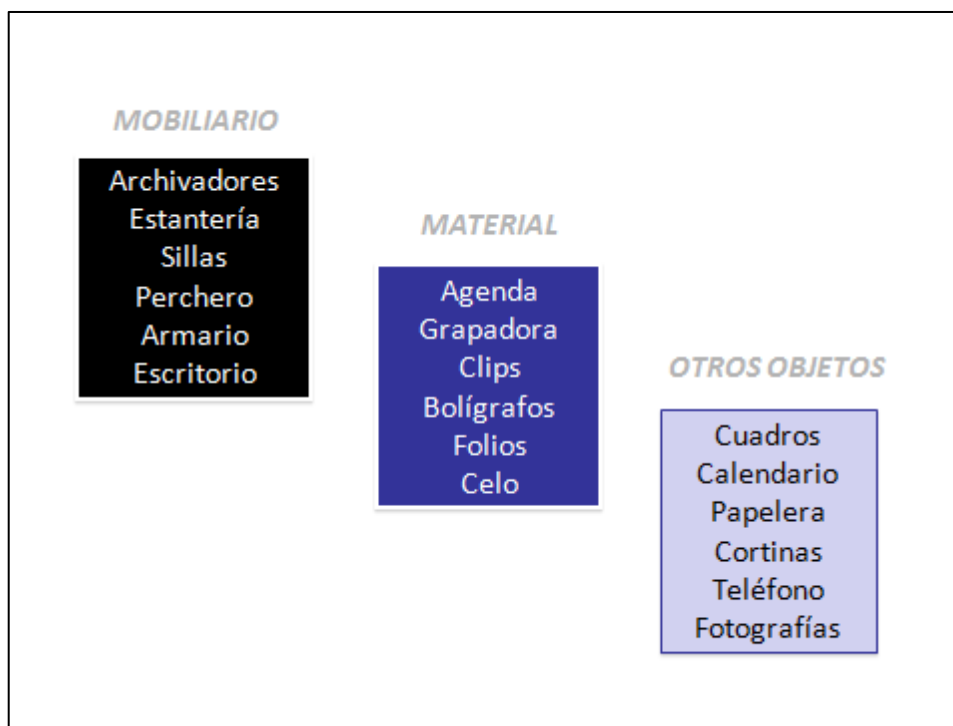 MOBILIARIO
Archivadores
Estantería
Sillas
Perchero
Armario
Escritorio
MATERIAL
Agenda
Grapadora
Clips
Bolígrafos
Folios
Celo
OTROS OBJETOS
Cuadros
Calendario
Papelera
Cortinas
Teléfono
Fotografías